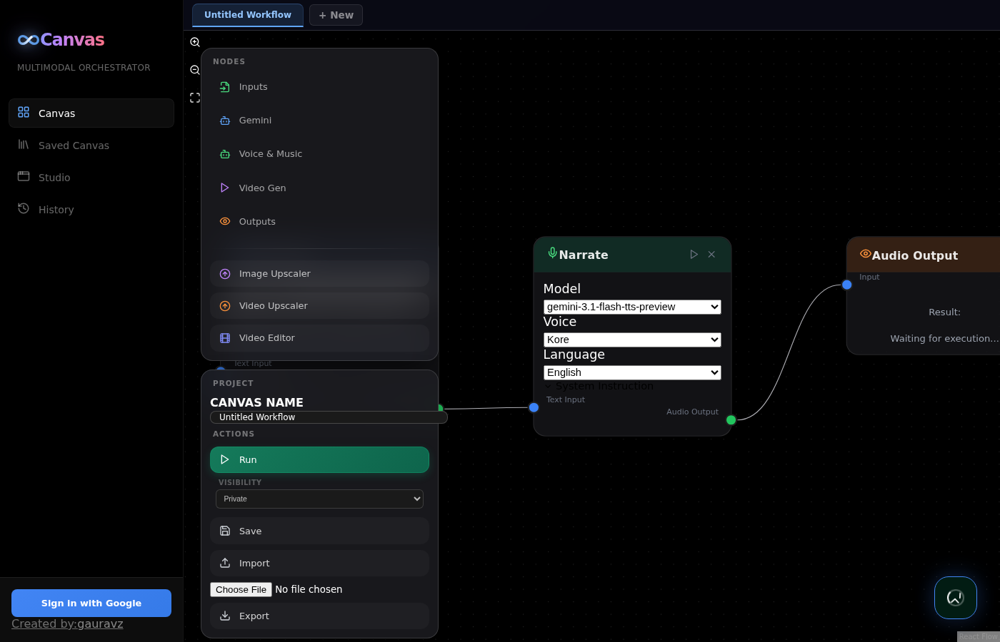 Canvas
MULTIMODAL ORCHESTRATOR
Canvas
Saved Canvas
Studio
History
Sign in with Google
Created by:gauravz
Untitled Workflow
+ New
NODES
Inputs
Gemini
Voice & Music
Video Gen
Outputs
Image Upscaler
Video Upscaler
Video Editor
Text Input
PROJECT
CANVAS NAME
Untitled Workflow
ACTIONS
Run
VISIBILITY
Private
Save
Import
Choose File No file chosen
Export
Narrate
Model
gemini-3.1-flash-tts-preview
Voice
Kore
Language
English
System Instruction
Text Input
Audio Output
Audio Output
Input
Result:
Waiting for execution...
React Flow